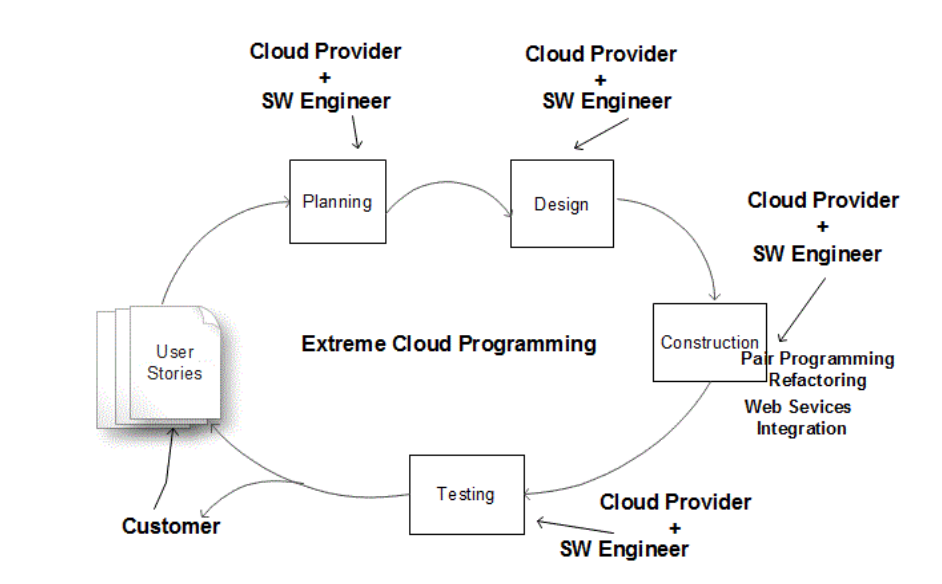 Cloud Provider
+
SW Engineer
Cloud Provider
+
SW Engineer
Planning
Design
Cloud Provider
+
SW Engineer
User
Stories
Extreme Cloud Programming
Construction
Pair Programming
Refactoring
Web Sevices
Integration
Testing
Customer
Cloud Provider
+
SW Engineer